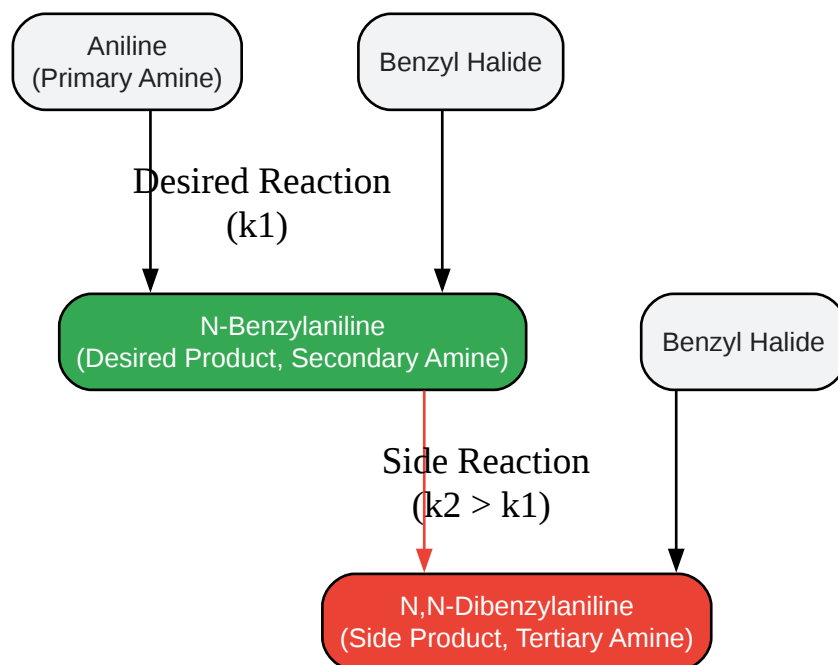 Aniline
(Primary Amine)
Benzyl Halide
Desired Reaction
(k1)
N-Benzylaniline
(Desired Product, Secondary Amine)
Benzyl Halide
Side Reaction
(k2 > k1)
N,N-Dibenzylaniline
(Side Product, Tertiary Amine)